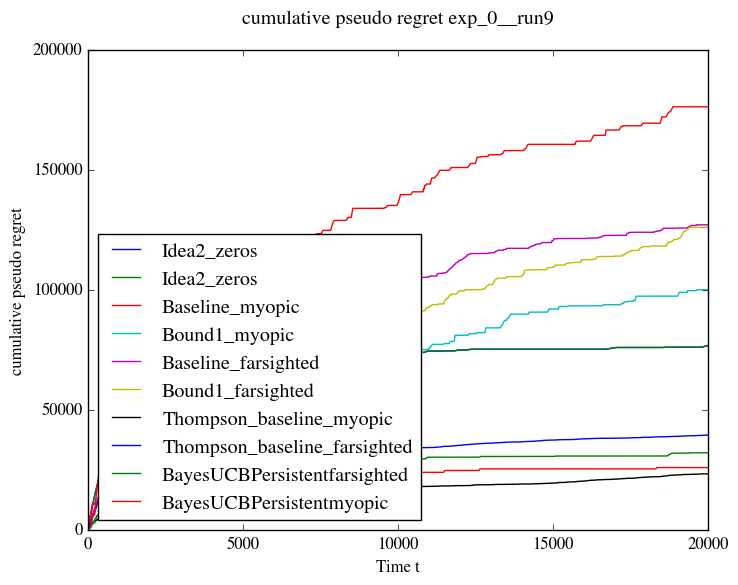 cumulative pseudo regret exp_0__run9
200000
150000
100000
50000
0
cumulative pseudo regret
Idea2_zeros
Idea2_zeros
Baseline_myopic
Bound1_myopic
Baseline_farsighted
Bound1_farsighted
Thompson_baseline_myopic
Thompson_baseline_farsighted
BayesUCBPersistentfarsighted
BayesUCBPersistentmyopic
0 5000 10000 15000 20000
Time t